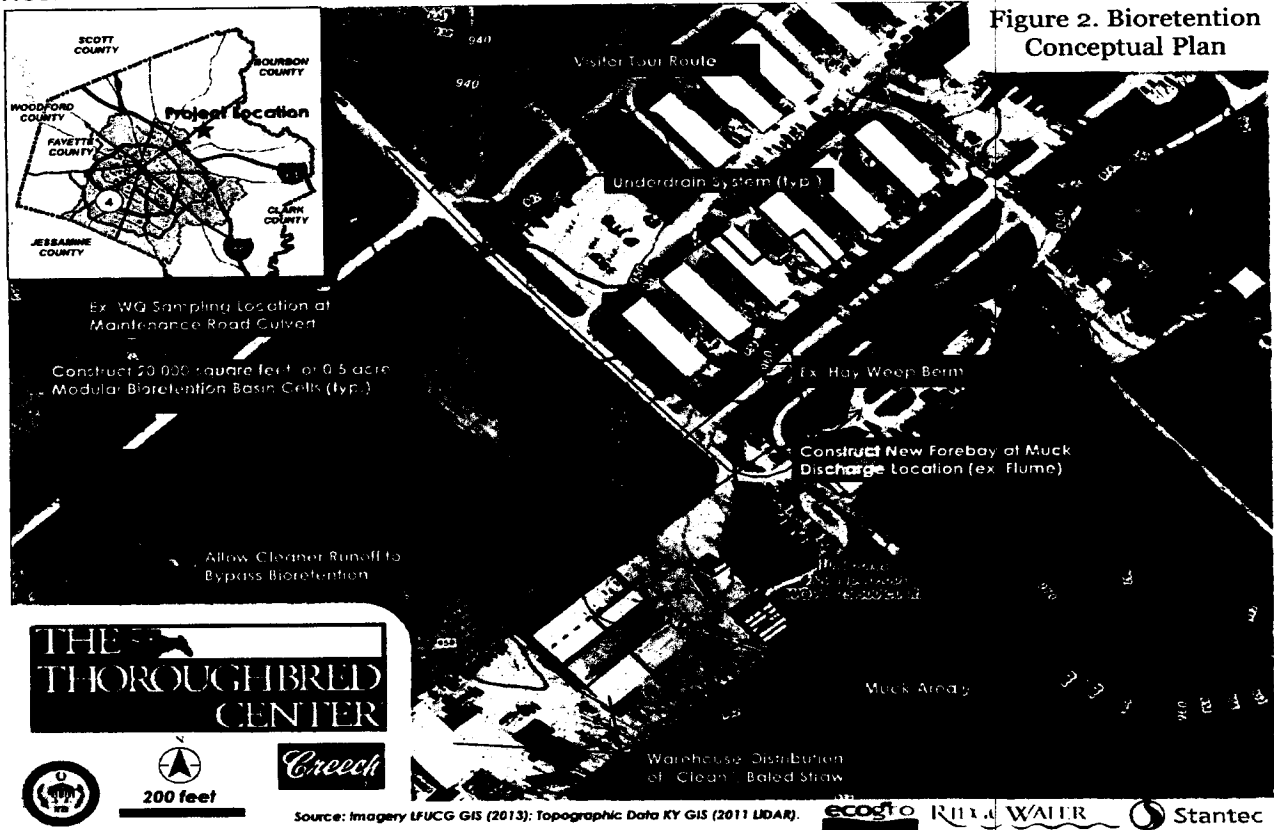 Figure 2. Bioretention
Conceptual Plan
SCOTT
COUNTY
BOURBON
COUNTY
WOODFORD
COUNTY
Project Location
FAYETTE
COUNTY
4
CLARK
COUNTY
JESSAMINE
COUNTY
940
940
Visitor Tour Route
Underdrain System (typ.)
Ex. WQ Sampling Location at
Maintenance Road Culvert
Construct 20,000 square feet or 0.5 acre
Modular Bioretention Basin Cells (typ.)
Ex. Hay Weep Berm
Construct New Forebay at Muck
Discharge Location (ex. Flume)
Allow Cleaner Runoff to
Bypass Bioretention
Muck Area
Warehouse Distribution
of "Clean" Baled Straw
THE
THOROUGHBRED
CENTER
N
200 feet
Creech
Source: Imagery LFUCG GIS (2013); Topographic Data KY GIS (2011 LIDAR).
Stantec